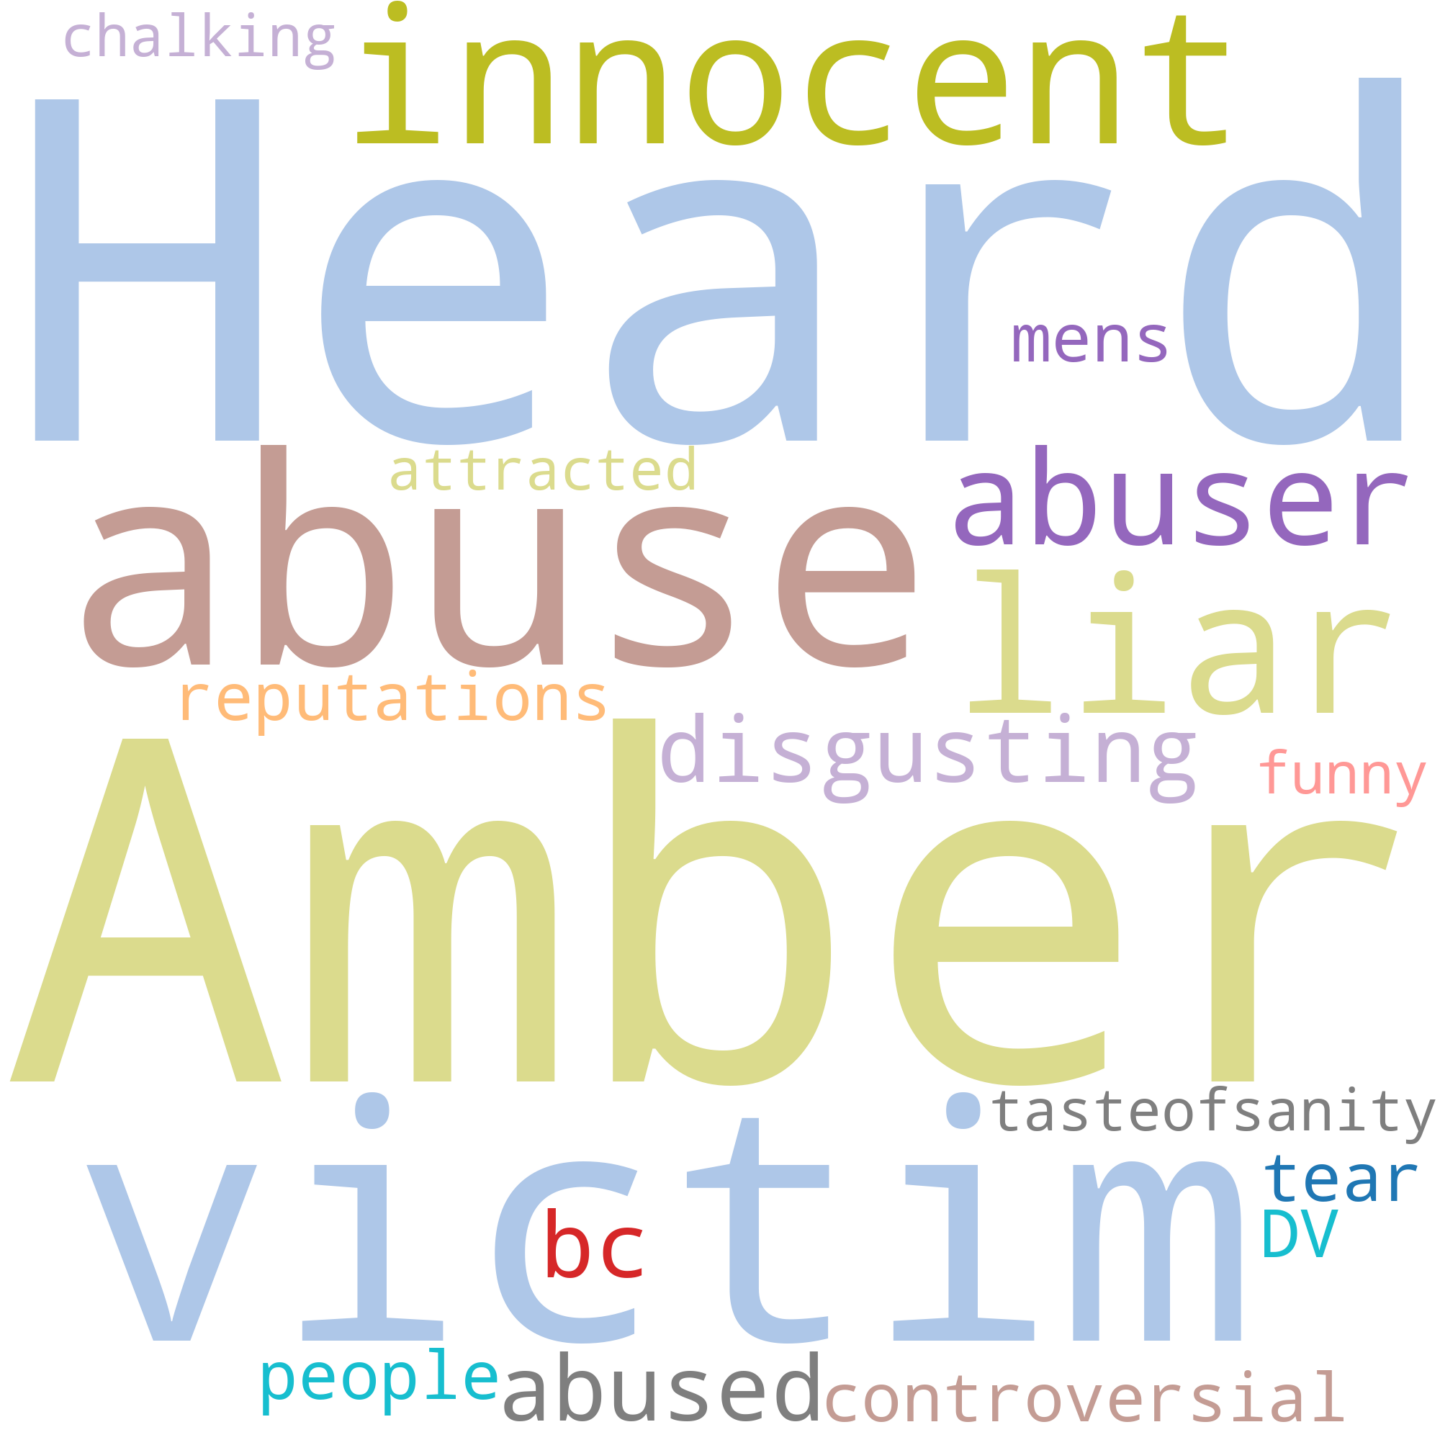 chalking
innocent
Heard
mens
attracted
abuse
abuser
liar
reputations
disgusting
funny
Amber
tasteofsanity
victim
tear
bc
DV
people
abused
controversial